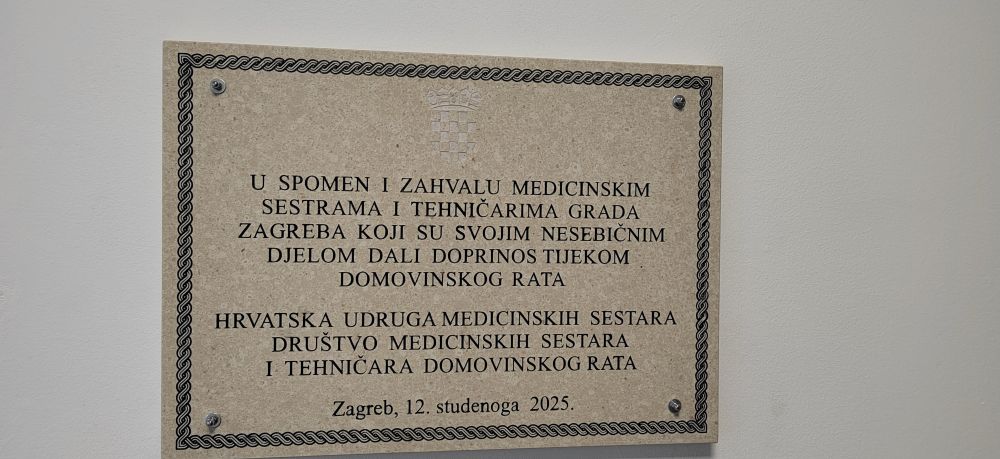 U SPOMEN I ZAHVALU MEDICINSKIM
SESTRAMA I TEHNIČARIMA GRADA
ZAGREBA KOJI SU SVOJIM NESEBIČNIM
DJELOM DALI DOPRINOS TIJEKOM
DOMOVINSKOG RATA
HRVATSKA UDRUGA MEDICINSKIH SESTARA
DRUŠTVO MEDICINSKIH SESTARA
I TEHNIČARA DOMOVINSKOG RATA
Zagreb, 12. studenoga 2025.